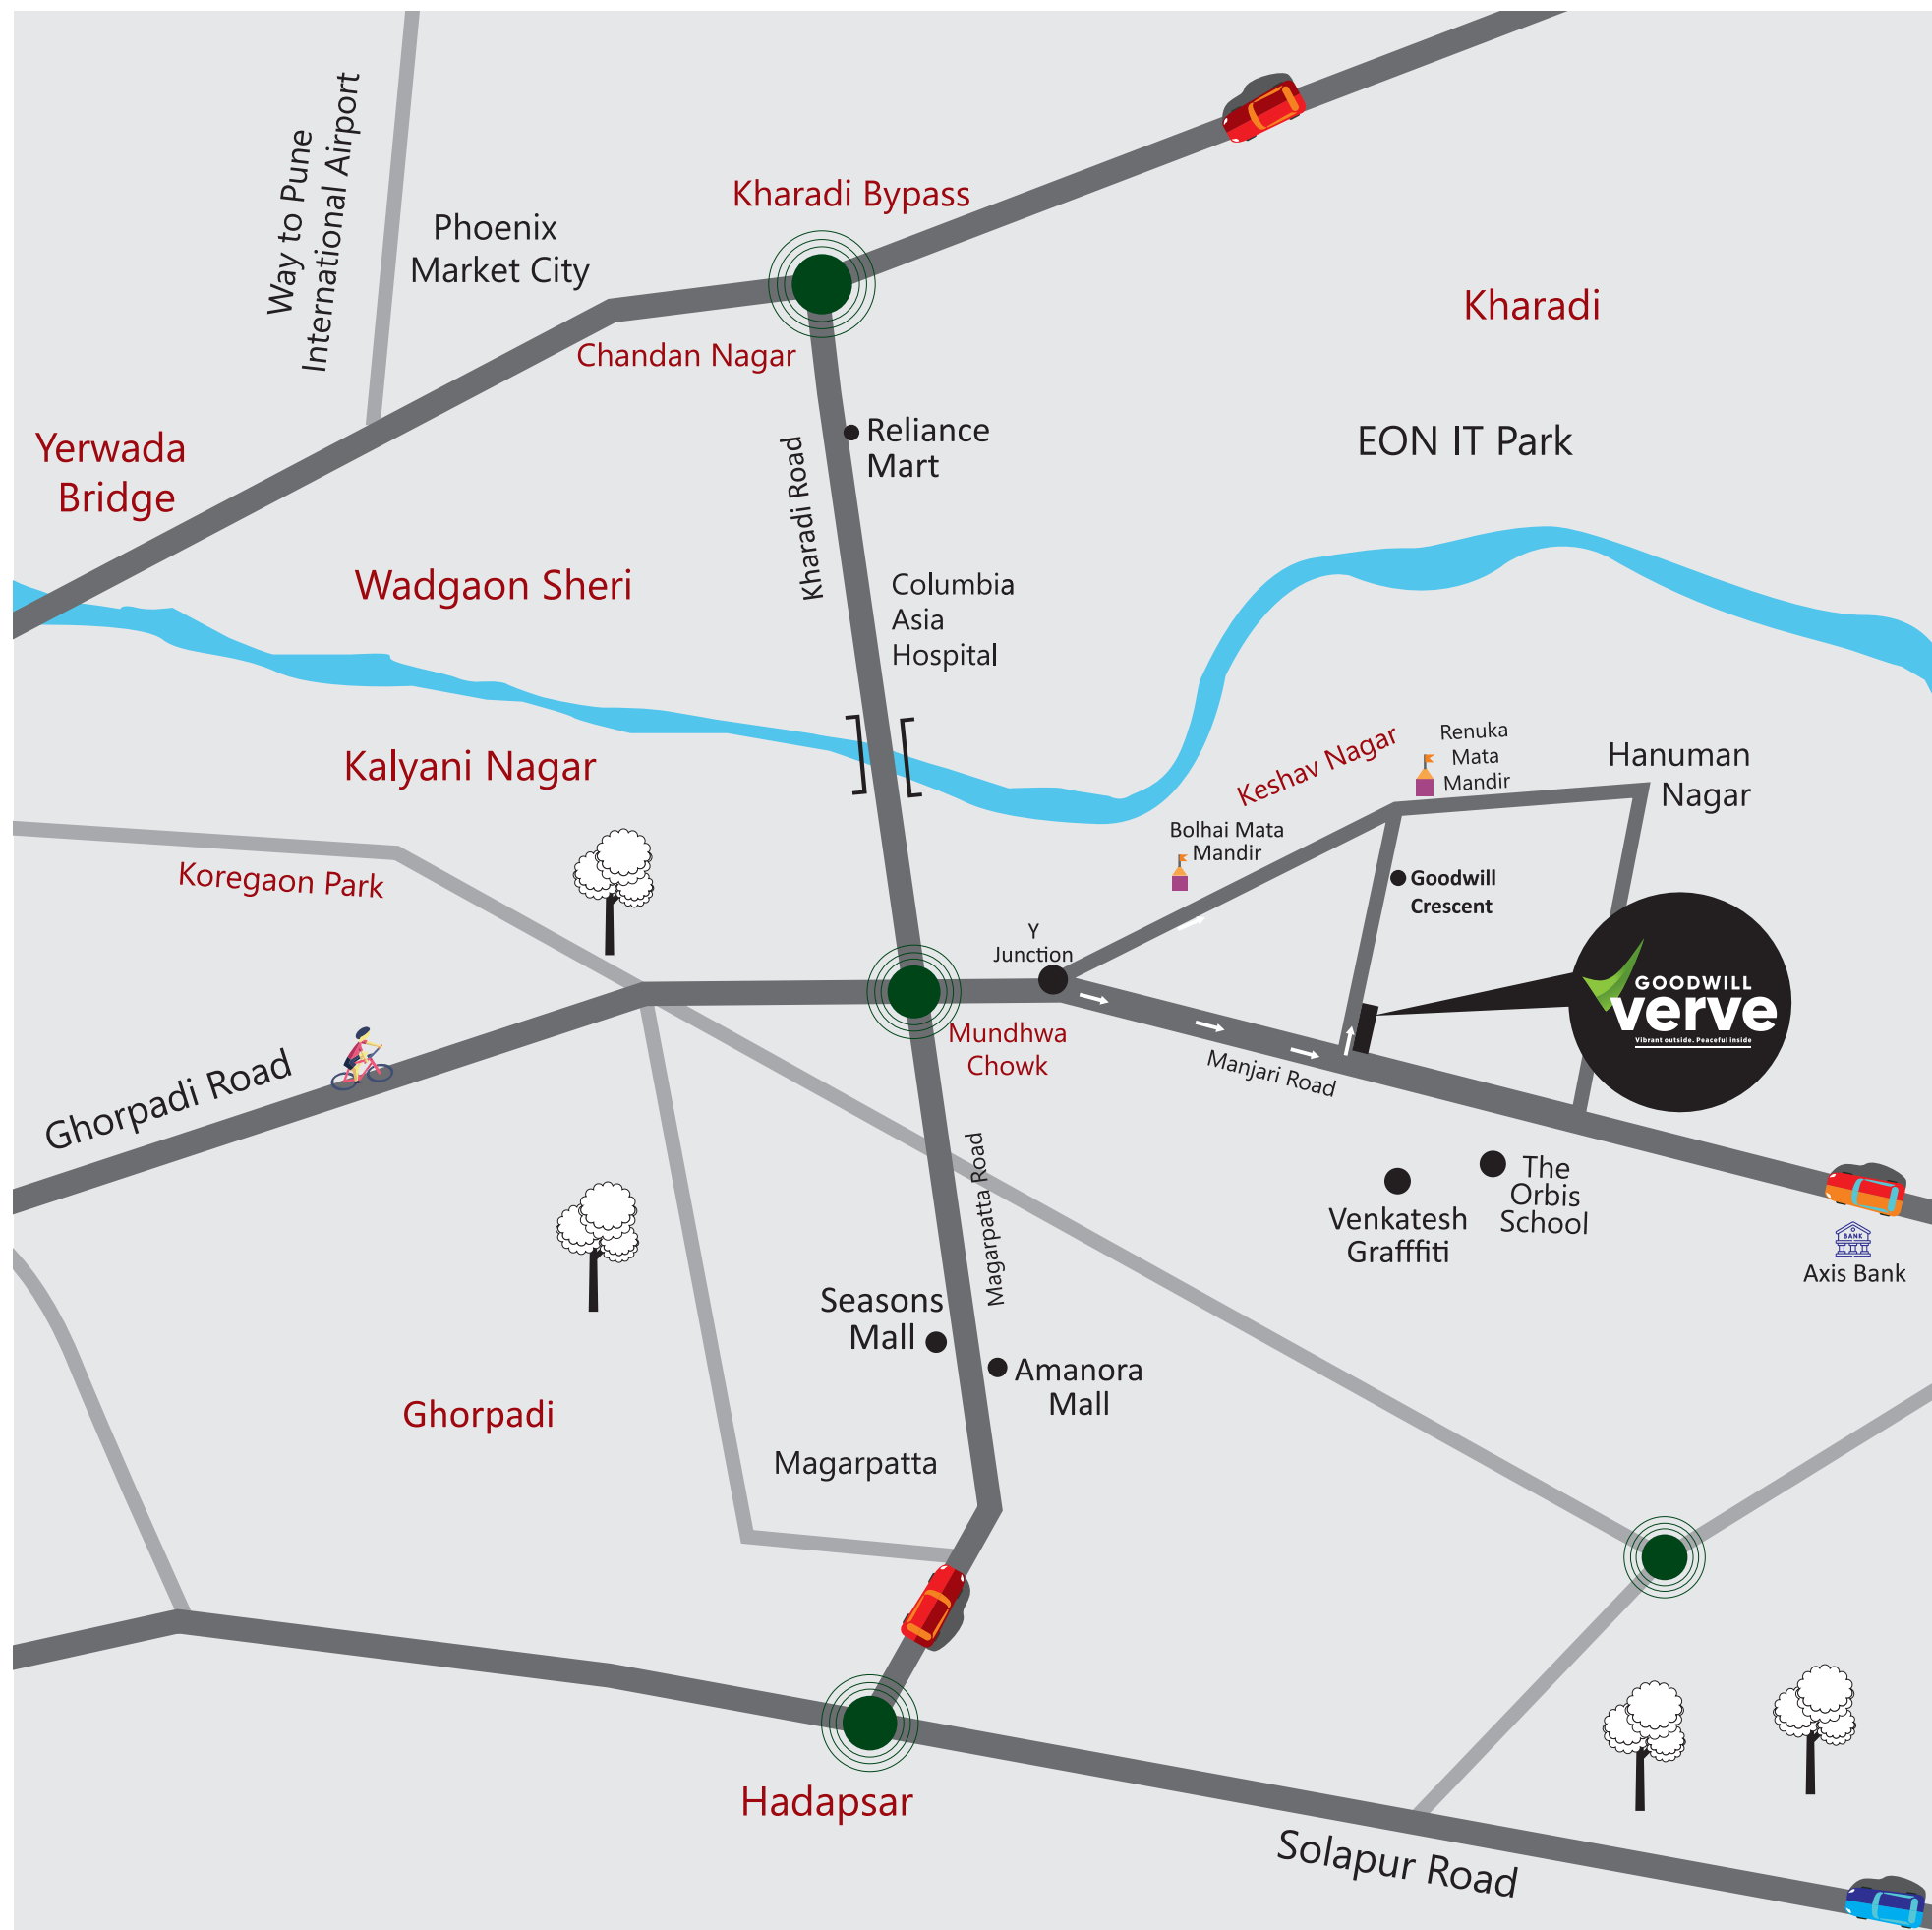 Way to Pune
International Airport
Phoenix
Market City
Kharadi Bypass
Chandan Nagar
Kharadi
Yerwada
Bridge
Reliance
Mart
Kharadi Road
EON IT Park
Wadgaon Sheri
Columbia
Asia
Hospital
Kalyani Nagar
Koregaon Park
Keshav Nagar
Renuka
Mata
Mandir
Hanuman
Nagar
Bolhai Mata
Mandir
Goodwill
Crescent
Y
Junction
GOODWILL
verve
Vibrant outside. Peaceful inside
Mundhwa
Chowk
Manjari Road
Ghorpadi Road
Magarpatta Road
Venkatesh
Grafffiti
The
Orbis
School
BANK
Axis Bank
Seasons
Mall
Amanora
Mall
Ghorpadi
Magarpatta
Hadapsar
Solapur Road